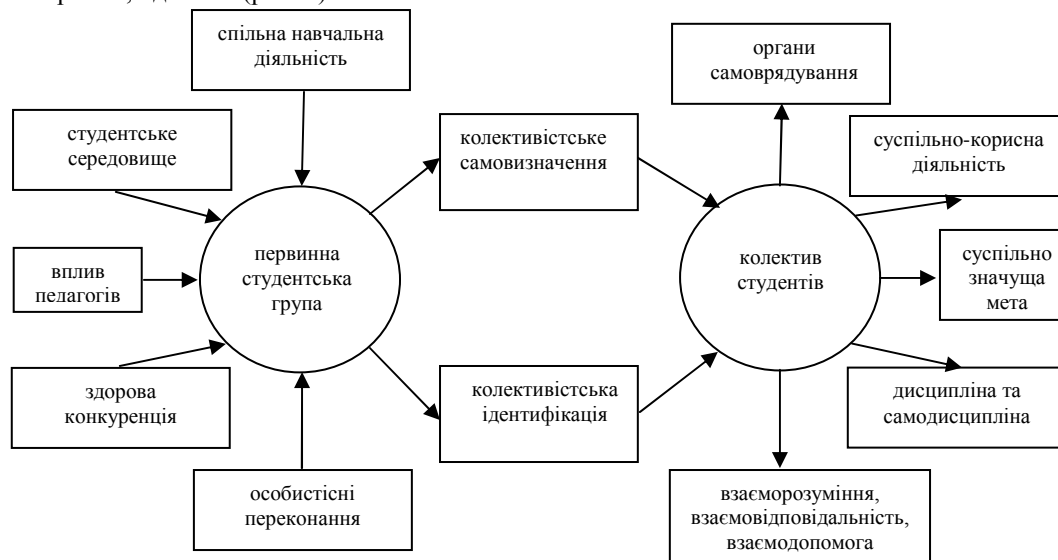 спільна навчальна
діяльність
органи
самоврядування
студентське
середовище
колективістське
самовизначення
суспільно-корисна
діяльність
вплив
педагогів
первинна
студентська
група
колектив
студентів
суспільно
значуща
мета
здорова
конкуренція
колективістська
ідентифікація
дисципліна та
самодисципліна
особистісні
переконання
взаєморозуміння,
взаємовідповідальність,
взаємодопомога